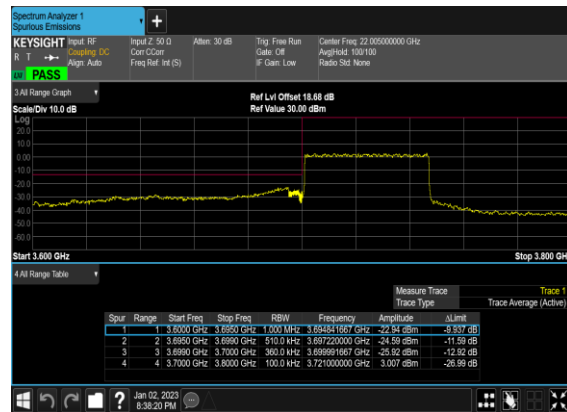 Spectrum Analyzer 1
Spurious Emissions
KEYSIGHT Input: RF Input Z: 50 Ω Atten: 30 dB Trig: Free Run Center Freq: 22.005000000 GHz
R T Coupling: DC Corr CCorr Gate: Off Avg|Hold: 100/100
Align: Auto Freq Ref: Int (S) IF Gain: Low Radio Std: None
PASS
3 All Range Graph
Ref Lvl Offset 18.68 dB
Scale/Div 10.0 dB Ref Value 30.00 dBm
Log
20.0
10.0
0.00
-10.0
-20.0
-30.0
-40.0
-50.0
-60.0
Start 3.600 GHz Stop 3.800 GH
4 All Range Table
Measure Trace Trace 1
Trace Type Trace Average (Active)
Spur Range Start Freq Stop Freq RBW Frequency Amplitude ΔLimit
1 1 3.6000 GHz 3.6950 GHz 1.000 MHz 3.694841667 GHz -22.94 dBm -9.937 dB
2 2 3.6950 GHz 3.6990 GHz 510.0 kHz 3.697220000 GHz -24.59 dBm -11.59 dB
3 3 3.6990 GHz 3.7000 GHz 360.0 kHz 3.699991667 GHz -25.92 dBm -12.92 dB
4 4 3.7000 GHz 3.8000 GHz 100.0 kHz 3.721000000 GHz 3.007 dBm -26.99 dB
? Jan 02, 2023
8:38:20 PM